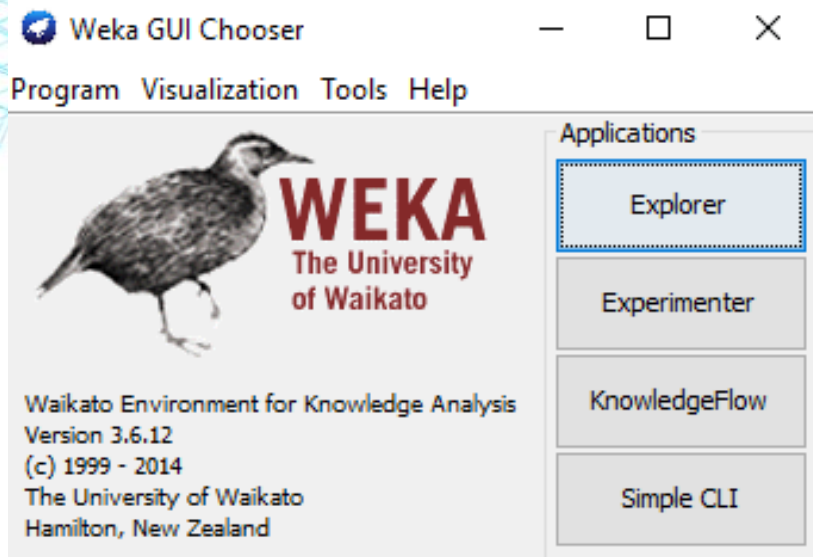 Weka GUI Chooser
Program Visualization Tools Help
Applications
WEKA
The University
of Waikato
Explorer
Experimenter
KnowledgeFlow
Simple CLI
Waikato Environment for Knowledge Analysis
Version 3.6.12
(c) 1999 - 2014
The University of Waikato
Hamilton, New Zealand